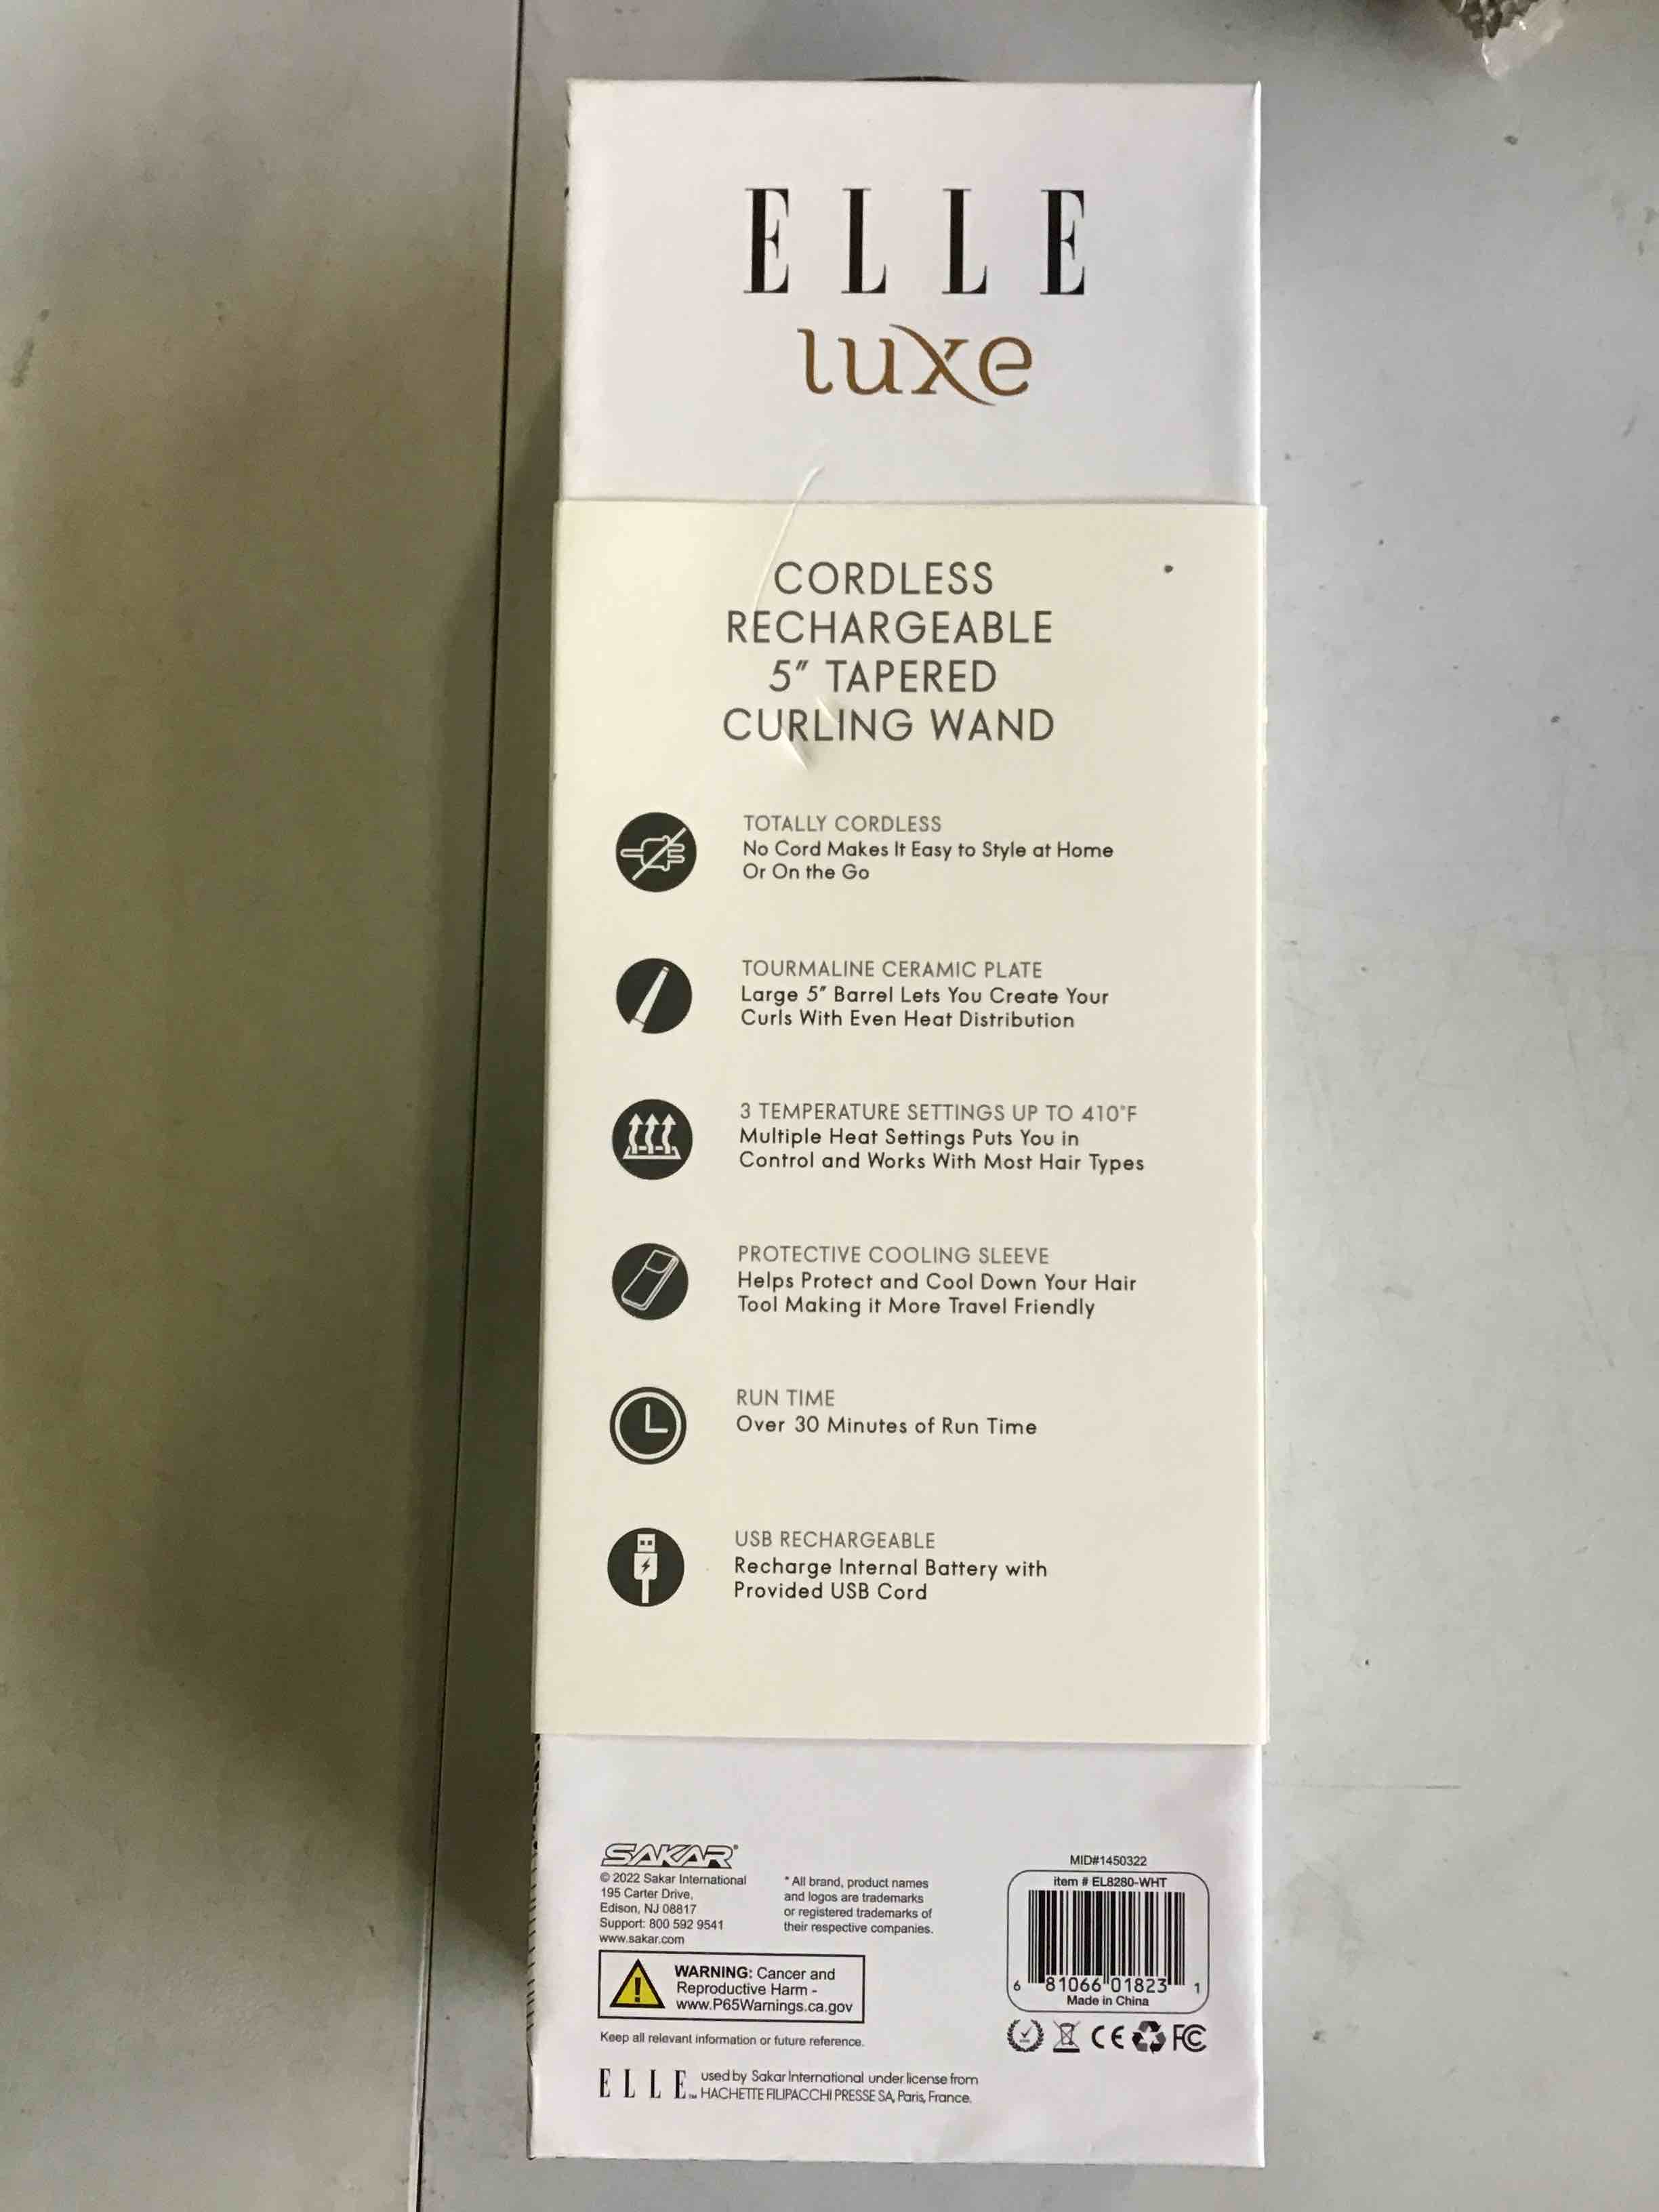 ELLE
luxe
CORDLESS
RECHARGEABLE
5" TAPERED
CURLING WAND
TOTALLY CORDLESS
No Cord Makes It Easy to Style at Home
Or On the Go
TOURMALINE CERAMIC PLATE
Large 5" Barrel Lets You Create Your
Curls With Even Heat Distribution
3 TEMPERATURE SETTINGS UP TO 410°F
Multiple Heat Settings Puts You in
Control and Works With Most Hair Types
PROTECTIVE COOLING SLEEVE
Helps Protect and Cool Down Your Hair
Tool Making it More Travel Friendly
RUN TIME
Over 30 Minutes of Run Time
USB RECHARGEABLE
Recharge Internal Battery with
Provided USB Cord
SAKAR®
© 2022 Sakar International
195 Carter Drive,
Edison, NJ 08817
Support: 800 592 9541
www.sakar.com
* All brand, product names
and logos are trademarks
or registered trademarks of
their respective companies.
WARNING: Cancer and
Reproductive Harm -
www.P65Warnings.ca.gov
Keep all relevant information or future reference.
ELLE™ used by Sakar International under license from
HACHETTE FILIPACCHI PRESSE SA, Paris, France.
MID#1450322
item # EL8280-WHT
6 81066 01823 1
Made in China
CE FC